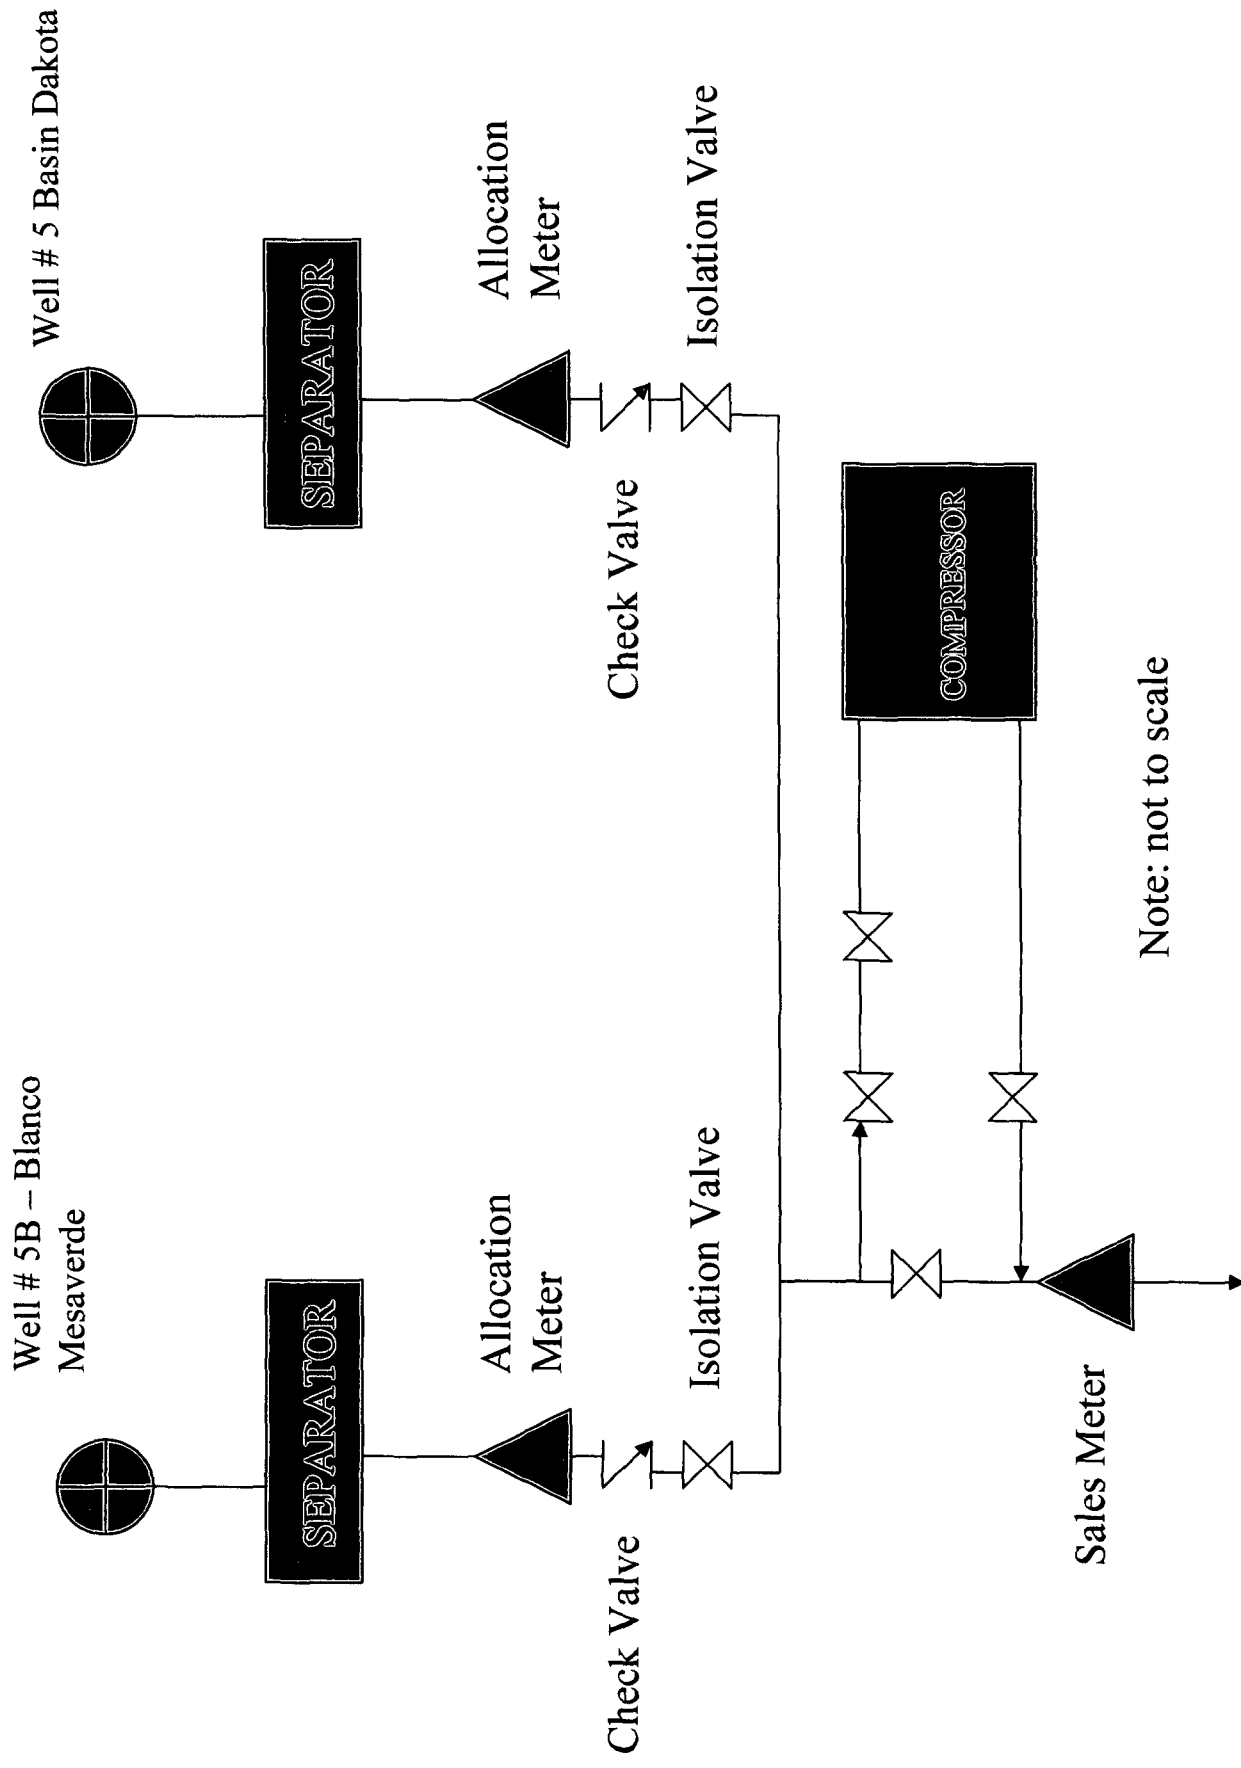 Well # 5B – Blanco
Mesaverde
Well # 5 Basin Dakota
SEPARATOR
SEPARATOR
Allocation
Meter
Allocation
Meter
Check Valve
Isolation Valve
Check Valve
Isolation Valve
COMPRESSOR
Sales Meter
Note: not to scale